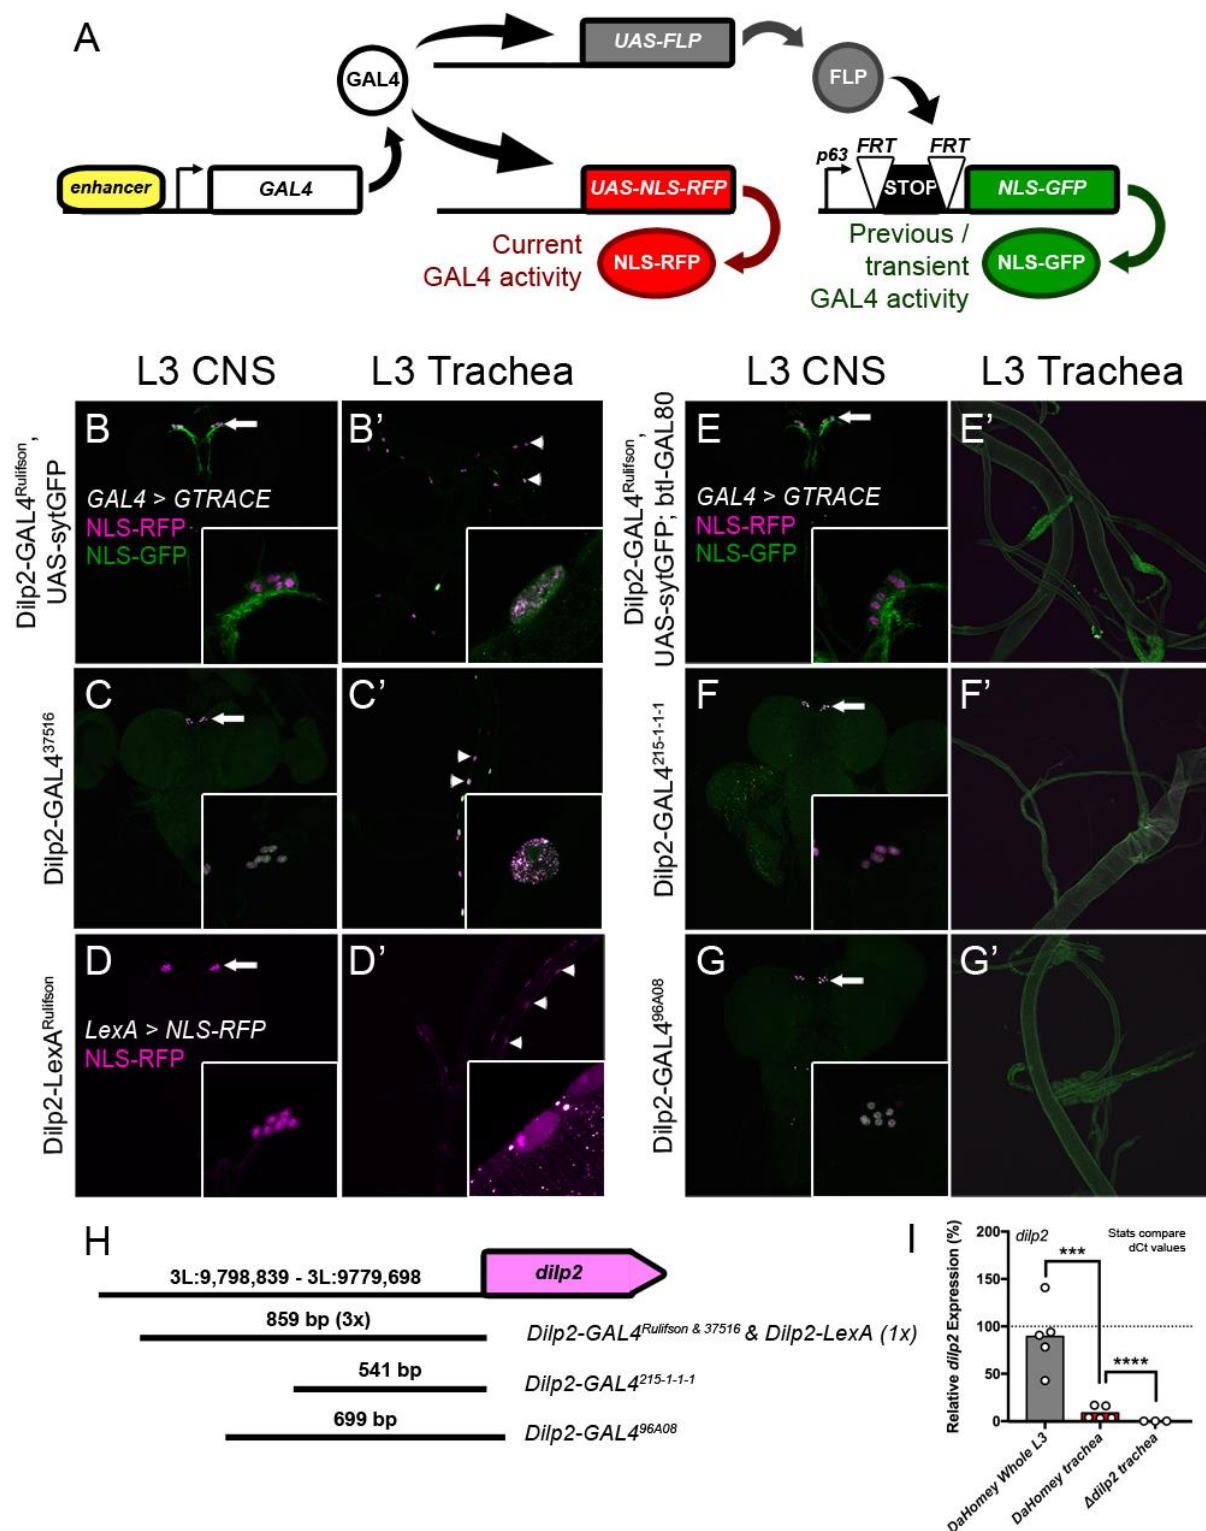 A
UAS-FLP
GAL4
FLP
enhancer
GAL4
UAS-NLS-RFP
p63
FRT
FRT
STOP
NLS-GFP
Current
GAL4 activity
NLS-RFP
Previous /
transient
GAL4 activity
NLS-GFP
L3 CNS
L3 Trachea
L3 CNS
L3 Trachea
Dilp2-GAL4Rulifson,
UAS-sytGFP
B
GAL4 > GTRACE
NLS-RFP
NLS-GFP
B'
Dilp2-GAL4Rulifson,
UAS-sytGFP; btl-GAL80
E
GAL4 > GTRACE
NLS-RFP
NLS-GFP
E'
Dilp2-GAL437516
C
C'
Dilp2-GAL4215-1-1-1
F
F'
Dilp2-LexARulifson
D
LexA > NLS-RFP
NLS-RFP
D'
Dilp2-GAL496A08
G
G'
H
3L:9,798,839 - 3L:9779,698
dilp2
859 bp (3x)
Dilp2-GAL4Rulifson & 37516 & Dilp2-LexA (1x)
541 bp
Dilp2-GAL4215-1-1-1
699 bp
Dilp2-GAL496A08
I
Relative dilp2 Expression (%)
200
150
100
50
0
dilp2
Stats compare
dCt values
***
****
DaHomey Whole L3
DaHomey trachea
Δdilp2 trachea